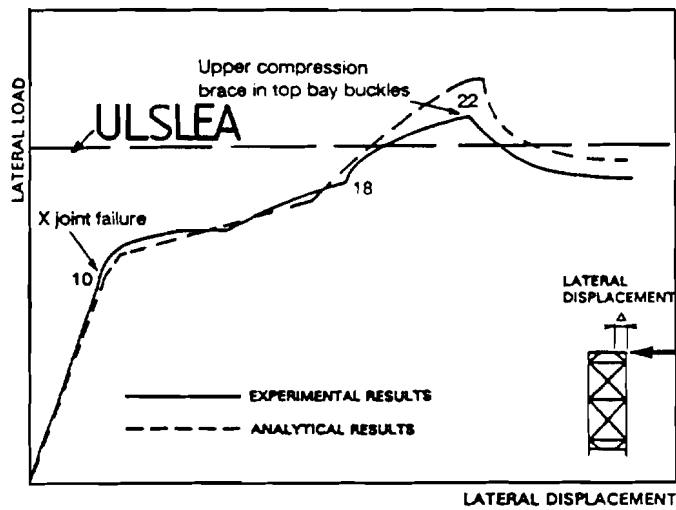 LATERAL LOAD
Upper compression
brace in top bay buckles
22
ULSLEA
18
X joint failure
10
LATERAL
DISPLACEMENT
Δ
EXPERIMENTAL RESULTS
ANALYTICAL RESULTS
LATERAL DISPLACEMENT